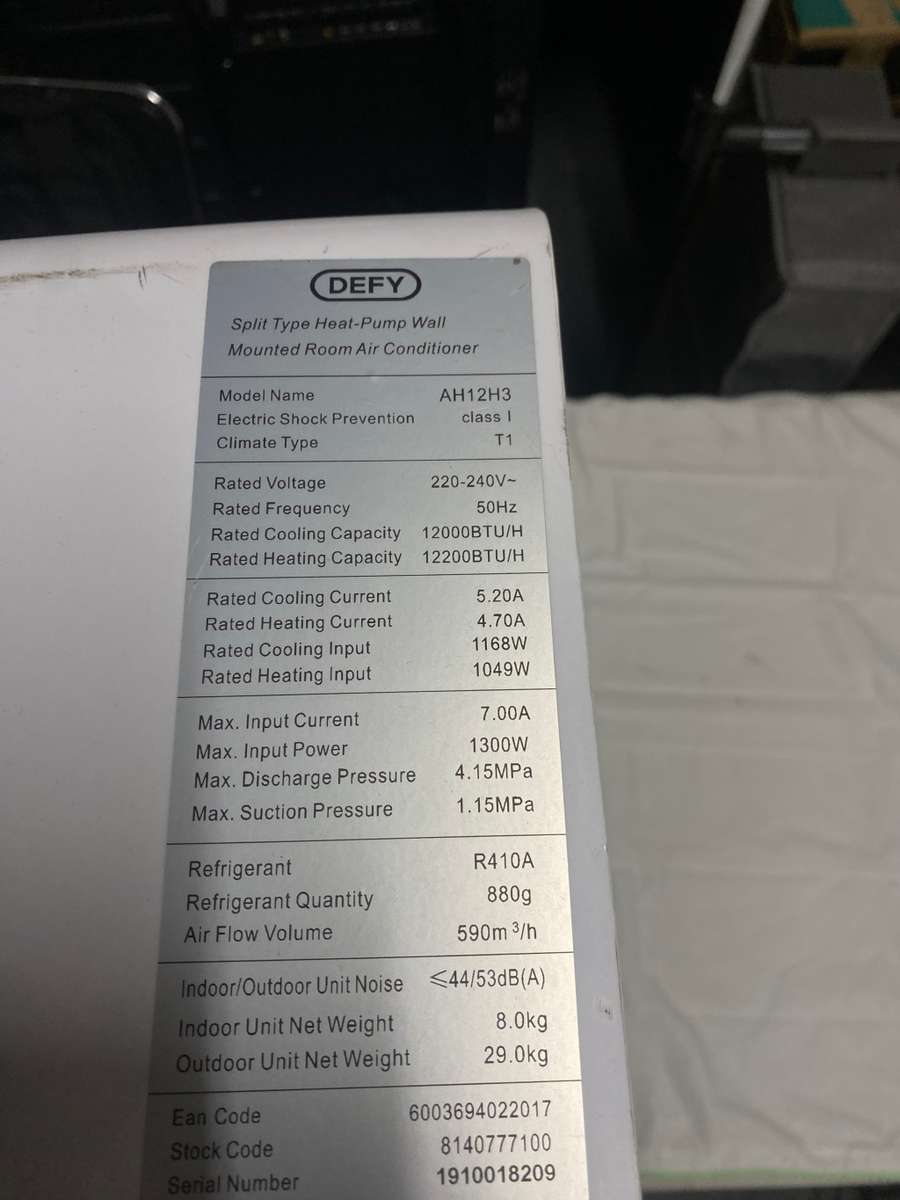 DEFY
Split Type Heat-Pump Wall
Mounted Room Air Conditioner
Model Name AH12H3
Electric Shock Prevention class I
Climate Type T1
Rated Voltage 220-240V~
Rated Frequency 50Hz
Rated Cooling Capacity 12000BTU/H
Rated Heating Capacity 12200BTU/H
Rated Cooling Current 5.20A
Rated Heating Current 4.70A
Rated Cooling Input 1168W
Rated Heating Input 1049W
Max. Input Current 7.00A
Max. Input Power 1300W
Max. Discharge Pressure 4.15MPa
Max. Suction Pressure 1.15MPa
Refrigerant R410A
Refrigerant Quantity 880g
Air Flow Volume 590m³/h
Indoor/Outdoor Unit Noise ≤44/53dB(A)
Indoor Unit Net Weight 8.0kg
Outdoor Unit Net Weight 29.0kg
Ean Code 6003694022017
Stock Code 8140777100
Serial Number 1910018209